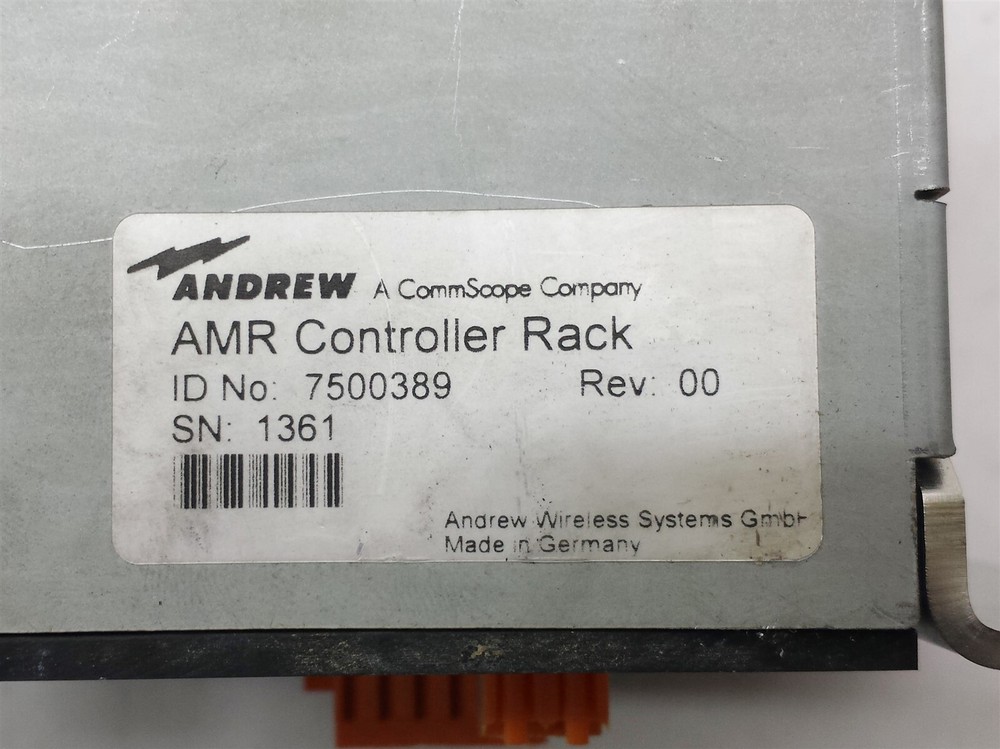 ANDREW A CommScope Company
AMR Controller Rack
ID No: 7500389 Rev: 00
SN: 1361
Andrew Wireless Systems GmbH
Made in Germany